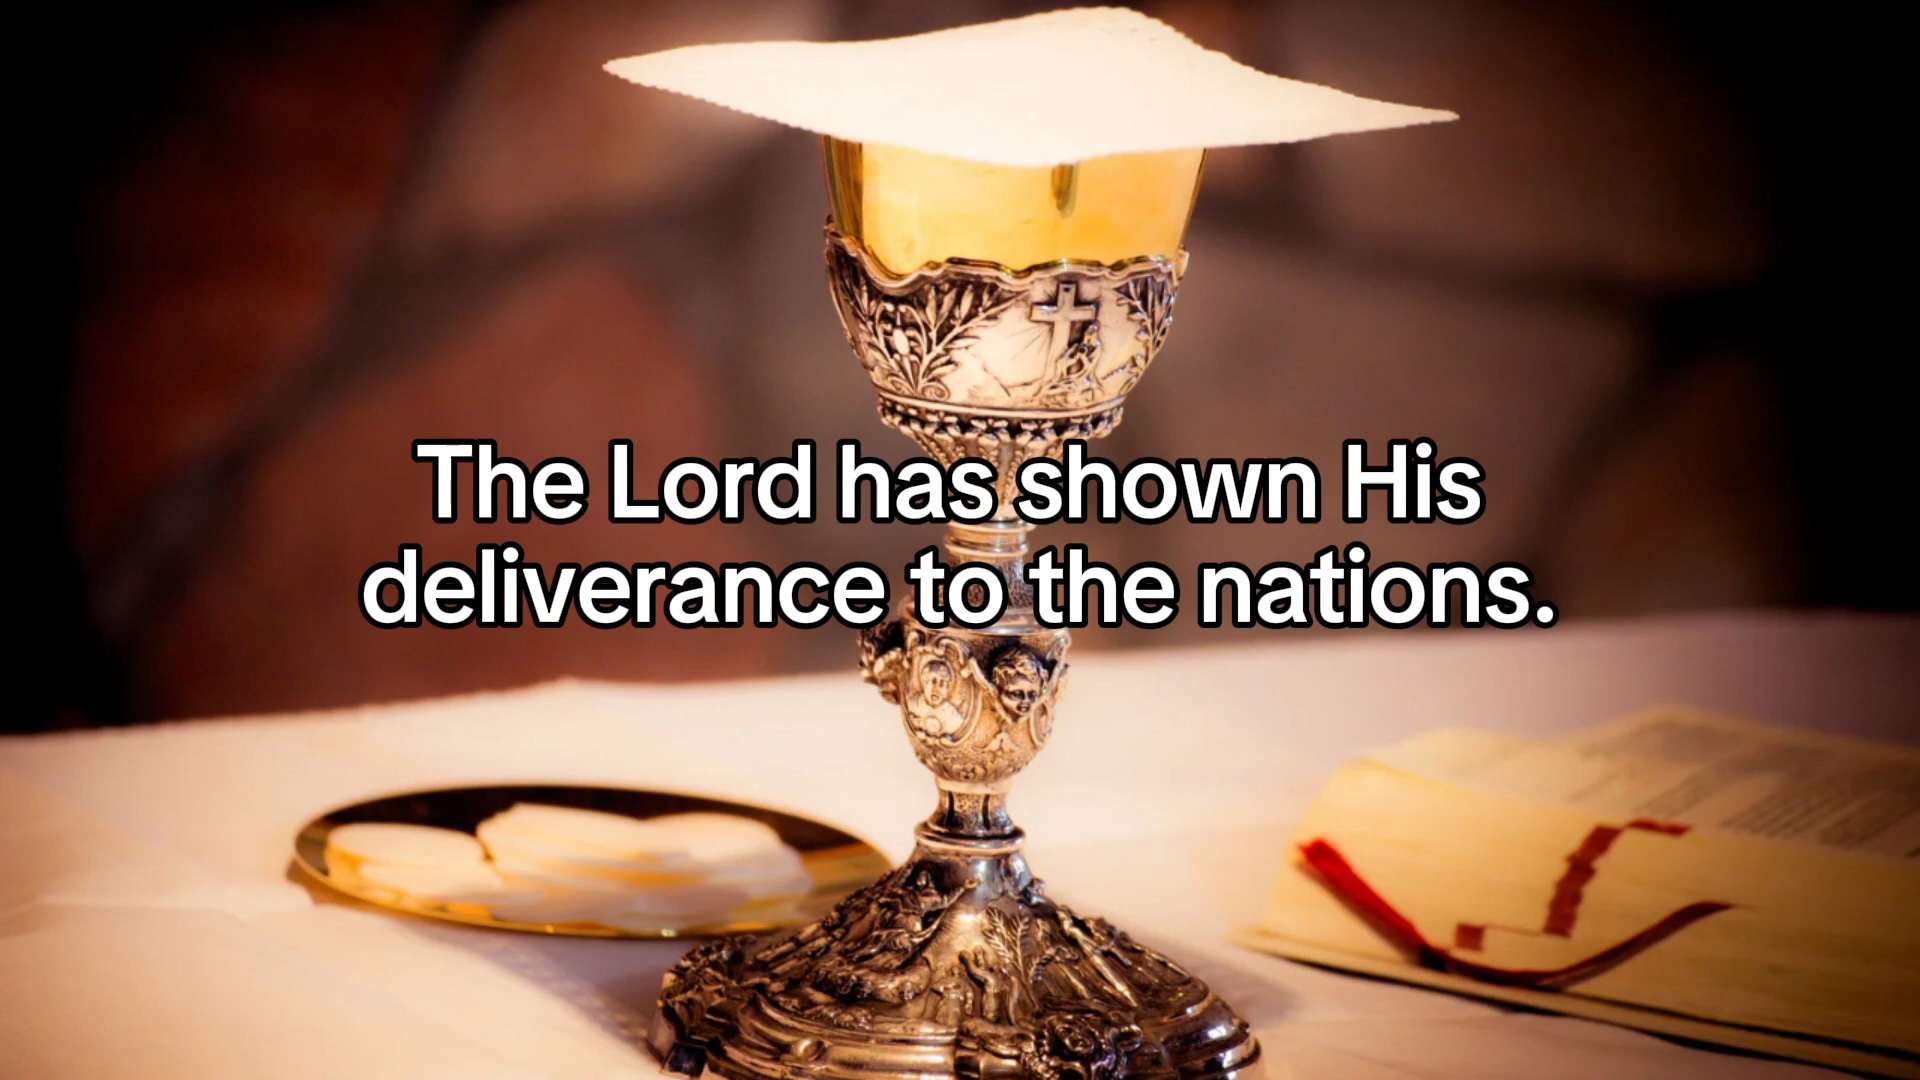 The Lord has shown His
deliverance to the nations.